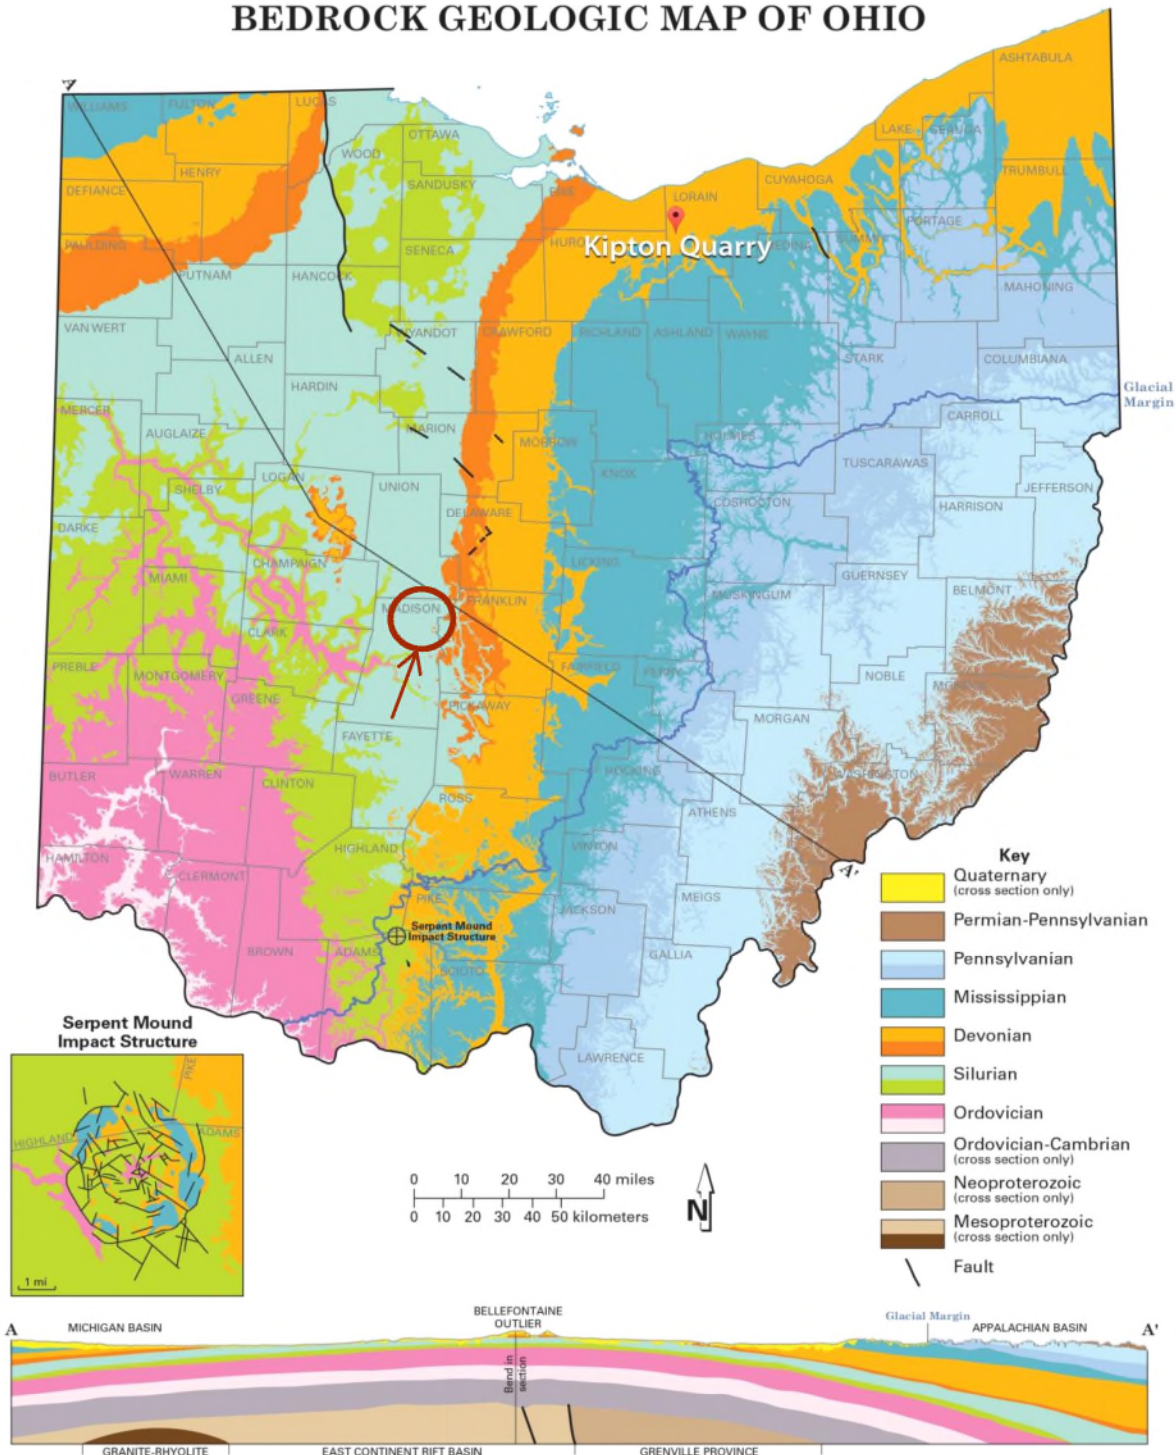 BEDROCK GEOLOGIC MAP OF OHIO
ASHTABULA
A
WILLIAMS
FULTON
LUCAS
LAKE
GEAUGA
OTTAWA
WOOD
TRUMBULL
HENRY
CUYAHOGA
DEFIANCE
SANDUSKY
ERIE
LORAIN
PORTAGE
PAULDING
SENECA
HURO
Kipton Quarry
EDINA
SUMMIT
PUTNAM
HANCOCK
MAHONING
VAN WERT
WYANDOT
CRAWFORD
RICHLAND
ASHLAND
WAYNE
ALLEN
STARK
COLUMBIANA
HARDIN
Glacial
Margin
MERCER
CARROLL
AUGLAIZE
MARION
MORROW
HOLMES
TUSCARAWAS
LOGAN
UNION
KNOX
JEFFERSON
SHELBY
COSHOCTON
HARRISON
DARKE
DELAWARE
CHAMPAIGN
LICKING
MIAMI
GUERNSEY
BELMONT
MUSKINGUM
MADISON
FRANKLIN
CLARK
PREBLE
MONTGOMERY
FAIRFIELD
PERRY
NOBLE
MONROE
GREENE
PICKAWAY
MORGAN
FAYETTE
BUTLER
WARREN
HOCKING
WASHINGTON
CLINTON
ROSS
ATHENS
HAMILTON
HIGHLAND
VINTON
A'
CLERMONT
PIKE
MEIGS
JACKSON
Serpent Mound
Impact Structure
BROWN
ADAMS
SCIOTO
GALLIA
LAWRENCE
Key
Quaternary
(cross section only)
Permian-Pennsylvanian
Pennsylvanian
Mississippian
Devonian
Silurian
Ordovician
Ordovician-Cambrian
(cross section only)
Neoproterozoic
(cross section only)
Mesoproterozoic
(cross section only)
Fault
Serpent Mound
Impact Structure
PIKE
HIGHLAND
ADAMS
1 mi
0 10 20 30 40 miles
0 10 20 30 40 50 kilometers
N
A
MICHIGAN BASIN
BELLEFONTAINE
OUTLIER
Glacial Margin
APPALACHIAN BASIN
A'
Bend in
section
GRANITE-RHYOLITE
EAST CONTINENT RIFT BASIN
GRENVILLE PROVINCE